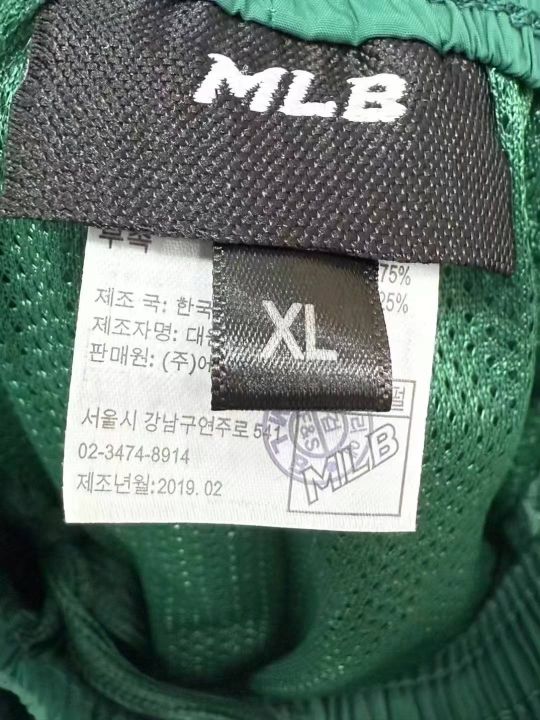 MLB
XL
부속
75%
25%
제조 국: 한국
제조자명: 대
판매원: (주)에
서울시 강남구연주로 541
02-3474-8914
제조년월:2019. 02
MLB